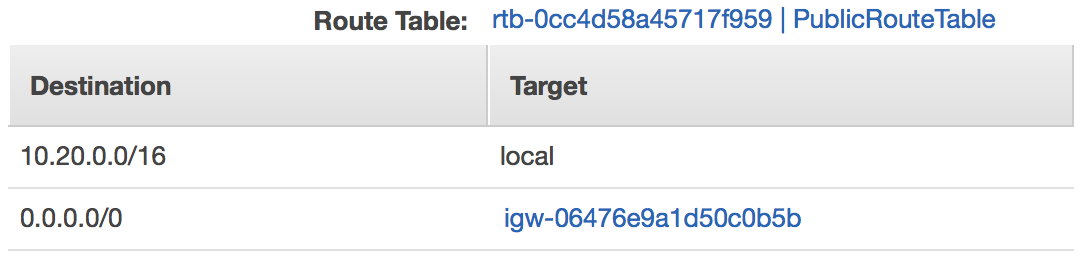 Route Table: rtb-0cc4d58a45717f959 | PublicRouteTable
Destination Target
10.20.0.0/16 local
0.0.0.0/0 igw-06476e9a1d50c0b5b